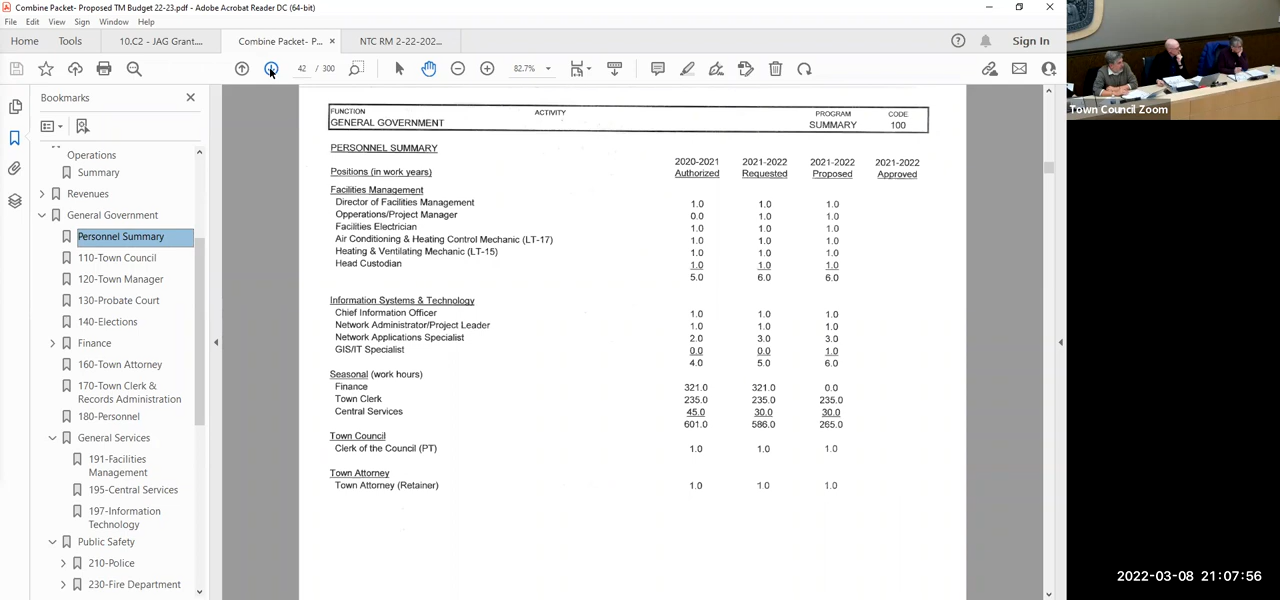 Combine Packet- Proposed TM Budget 22-23.pdf - Adobe Acrobat Reader DC (64-bit)
File Edit View Sign Window Help
Home Tools 10.C2 - JAG Grant.... Combine Packet- P... × NTC RM 2-22-202... Sign In
42 / 300 82.7%
Bookmarks
Operations
Summary
Revenues
General Government
Personnel Summary
110-Town Council
120-Town Manager
130-Probate Court
140-Elections
Finance
160-Town Attorney
170-Town Clerk &
Records Administration
180-Personnel
General Services
191-Facilities
Management
195-Central Services
197-Information
Technology
Public Safety
210-Police
230-Fire Department
FUNCTION ACTIVITY PROGRAM CODE
GENERAL GOVERNMENT SUMMARY 100
PERSONNEL SUMMARY
2020-2021 2021-2022 2021-2022 2021-2022
Positions (in work years) Authorized Requested Proposed Approved
Facilities Management
Director of Facilities Management 1.0 1.0 1.0
Opperations/Project Manager 0.0 1.0 1.0
Facilities Electrician 1.0 1.0 1.0
Air Conditioning & Heating Control Mechanic (LT-17) 1.0 1.0 1.0
Heating & Ventilating Mechanic (LT-15) 1.0 1.0 1.0
Head Custodian 1.0 1.0 1.0
5.0 6.0 6.0
Information Systems & Technology
Chief Information Officer 1.0 1.0 1.0
Network Administrator/Project Leader 1.0 1.0 1.0
Network Applications Specialist 2.0 3.0 3.0
GIS/IT Specialist 0.0 0.0 1.0
4.0 5.0 6.0
Seasonal (work hours)
Finance 321.0 321.0 0.0
Town Clerk 235.0 235.0 235.0
Central Services 45.0 30.0 30.0
601.0 586.0 265.0
Town Council
Clerk of the Council (PT) 1.0 1.0 1.0
Town Attorney
Town Attorney (Retainer) 1.0 1.0 1.0
Town Council Zoom
2022-03-08 21:07:56